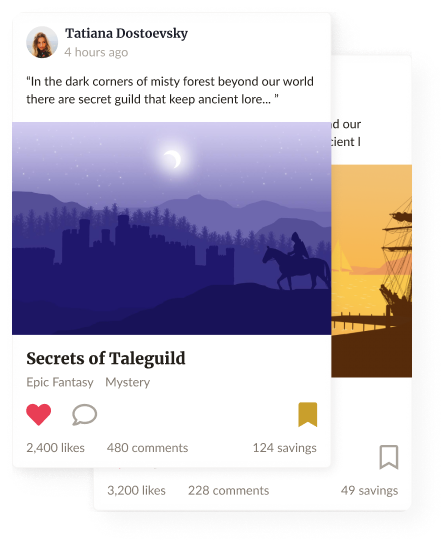 Tatiana Dostoevsky
4 hours ago
“In the dark corners of misty forest beyond our world
there are secret guild that keep ancient lore... ”
our
Secrets of Taleguild
Epic Fantasy Mystery
2,400 likes 480 comments 124 savings
3,200 likes 228 comments 49 savings